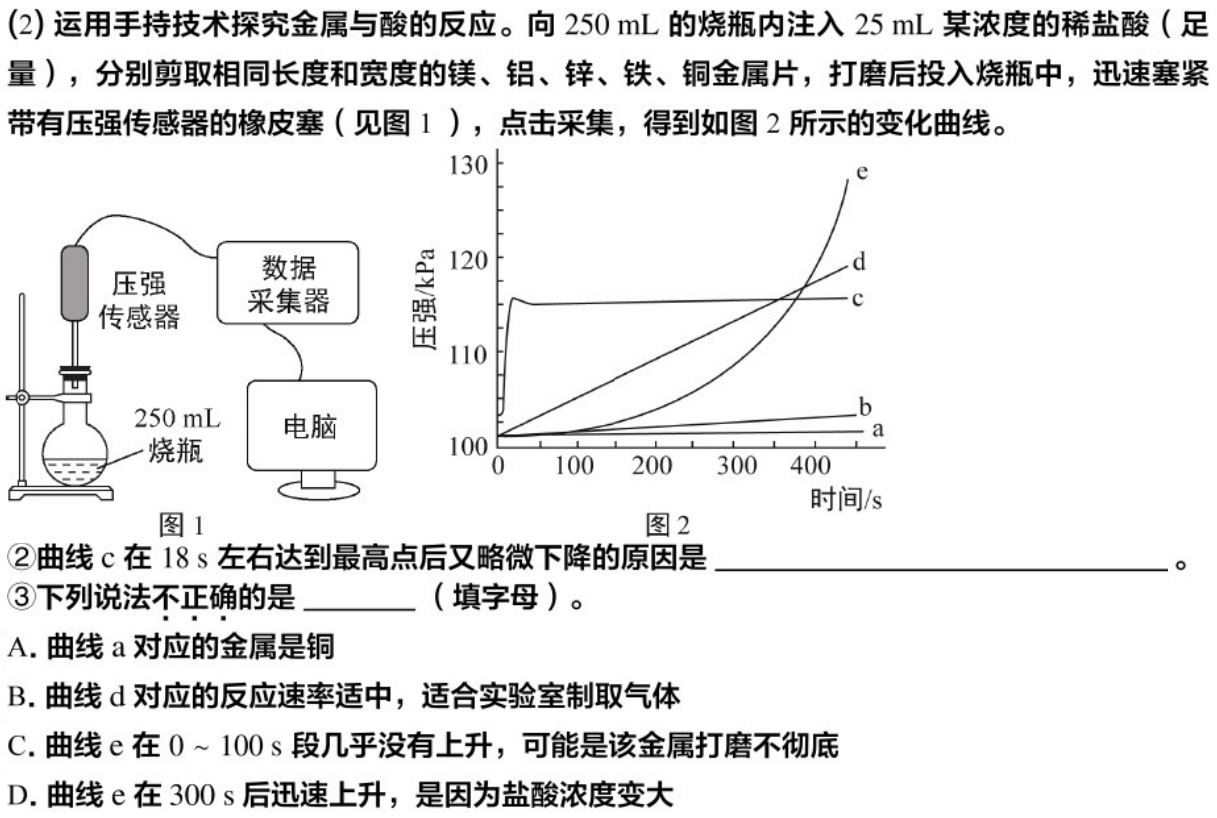 (2) 运用手持技术探究金属与酸的反应。向 250 mL 的烧瓶内注入 25 mL 某浓度的稀盐酸（足
量），分别剪取相同长度和宽度的镁、铝、锌、铁、铜金属片，打磨后投入烧瓶中，迅速塞紧
带有压强传感器的橡皮塞（见图 1 ），点击采集，得到如图 2 所示的变化曲线。
压强
传感器
数据
采集器
250 mL
烧瓶
电脑
图 1
压强/kPa
130
120
110
100
0 100 200 300 400
时间/s
e
d
c
b
a
图 2
②曲线 c 在 18 s 左右达到最高点后又略微下降的原因是 ______________ 。
③下列说法不正确的是 ______ （填字母）。
A. 曲线 a 对应的金属是铜
B. 曲线 d 对应的反应速率适中，适合实验室制取气体
C. 曲线 e 在 0 ~ 100 s 段几乎没有上升，可能是该金属打磨不彻底
D. 曲线 e 在 300 s 后迅速上升，是因为盐酸浓度变大